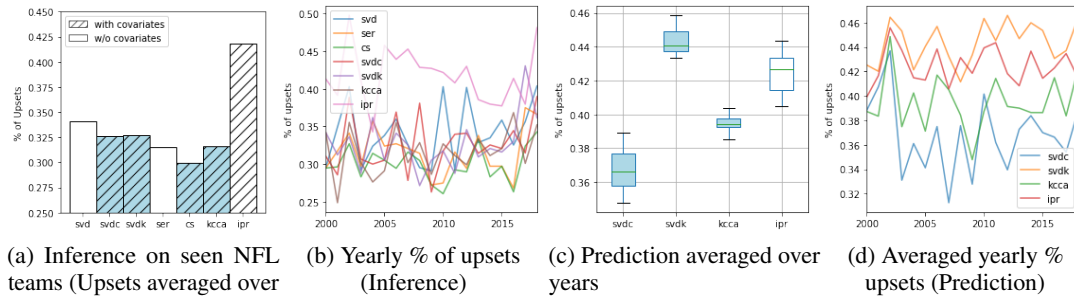 % of Upsets
0.450
0.425
0.400
0.375
0.350
0.325
0.300
0.275
0.250
with covariates
w/o covariates
svd svdc svdk ser cs kcca ipr
% of upsets
0.50
0.45
0.40
0.35
0.30
0.25
svd
ser
cs
svdc
svdk
kcca
ipr
2000 2005 2010 2015
% of upsets
0.44
0.42
0.40
0.38
0.36
svdc svdk kcca ipr
% of upsets
0.46
0.44
0.42
0.40
0.38
0.36
0.34
0.32
svdc
svdk
kcca
ipr
2000 2005 2010 2015
(a) Inference on seen NFL
teams (Upsets averaged over
(b) Yearly % of upsets
(Inference)
(c) Prediction averaged over
years
(d) Averaged yearly %
upsets (Prediction)